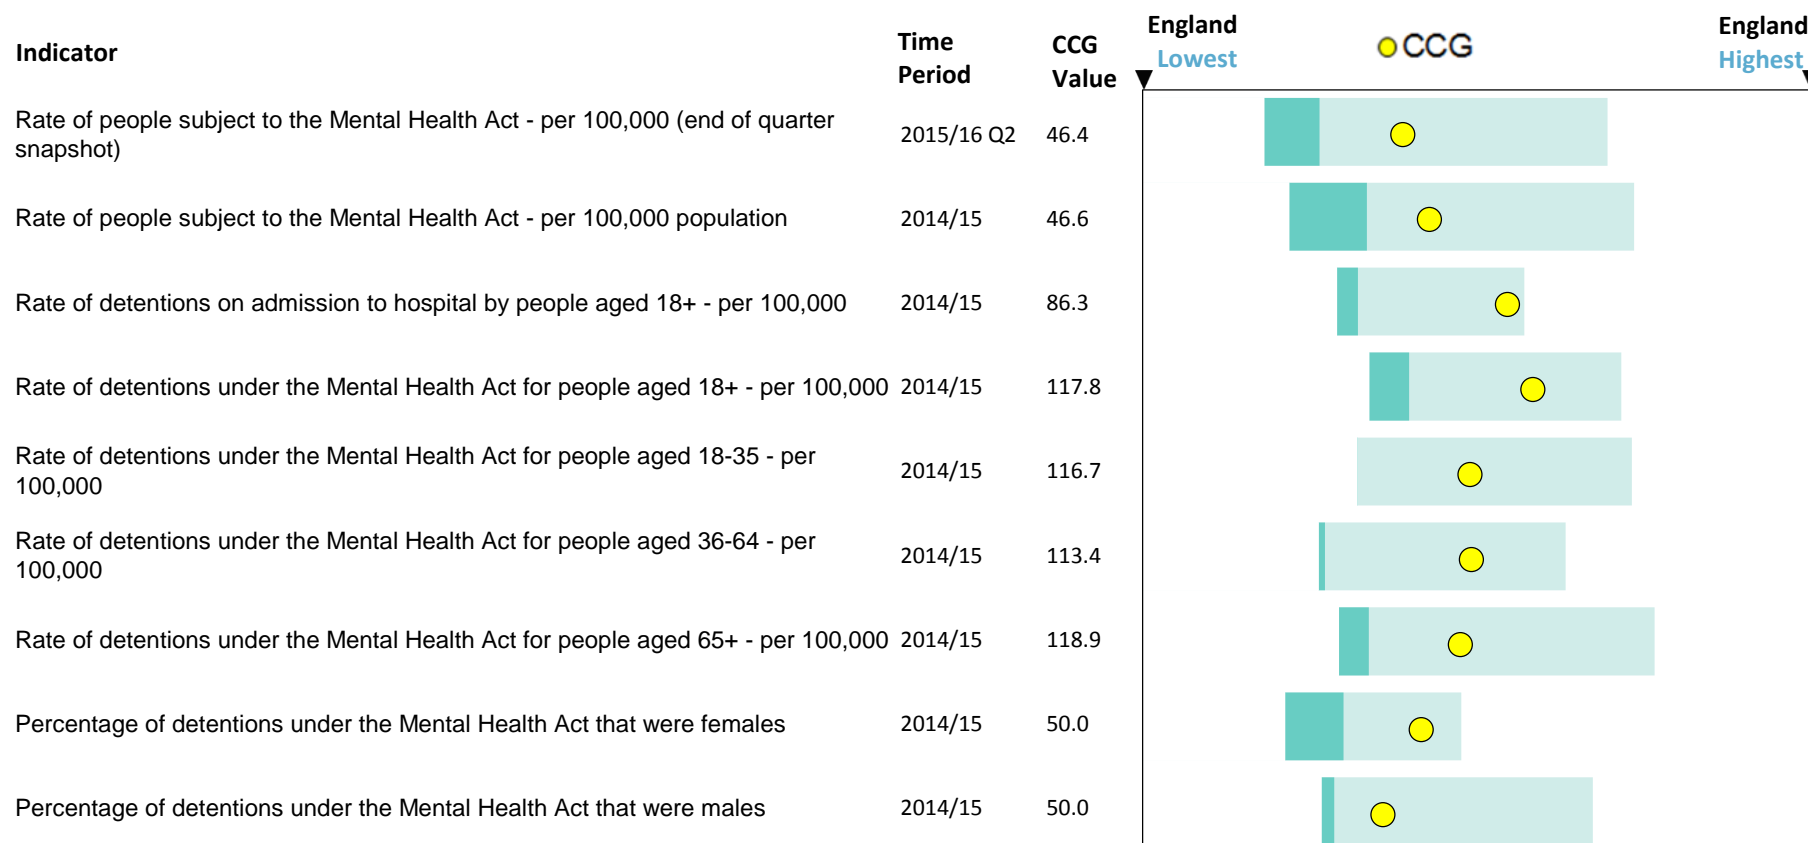 Indicator
Time
Period
CCG
Value
England
Lowest
CCG
England
Highest
Rate of people subject to the Mental Health Act - per 100,000 (end of quarter
snapshot)
2015/16 Q2
46.4
Rate of people subject to the Mental Health Act - per 100,000 population
2014/15
46.6
Rate of detentions on admission to hospital by people aged 18+ - per 100,000
2014/15
86.3
Rate of detentions under the Mental Health Act for people aged 18+ - per 100,000
2014/15
117.8
Rate of detentions under the Mental Health Act for people aged 18-35 - per
100,000
2014/15
116.7
Rate of detentions under the Mental Health Act for people aged 36-64 - per
100,000
2014/15
113.4
Rate of detentions under the Mental Health Act for people aged 65+ - per 100,000
2014/15
118.9
Percentage of detentions under the Mental Health Act that were females
2014/15
50.0
Percentage of detentions under the Mental Health Act that were males
2014/15
50.0